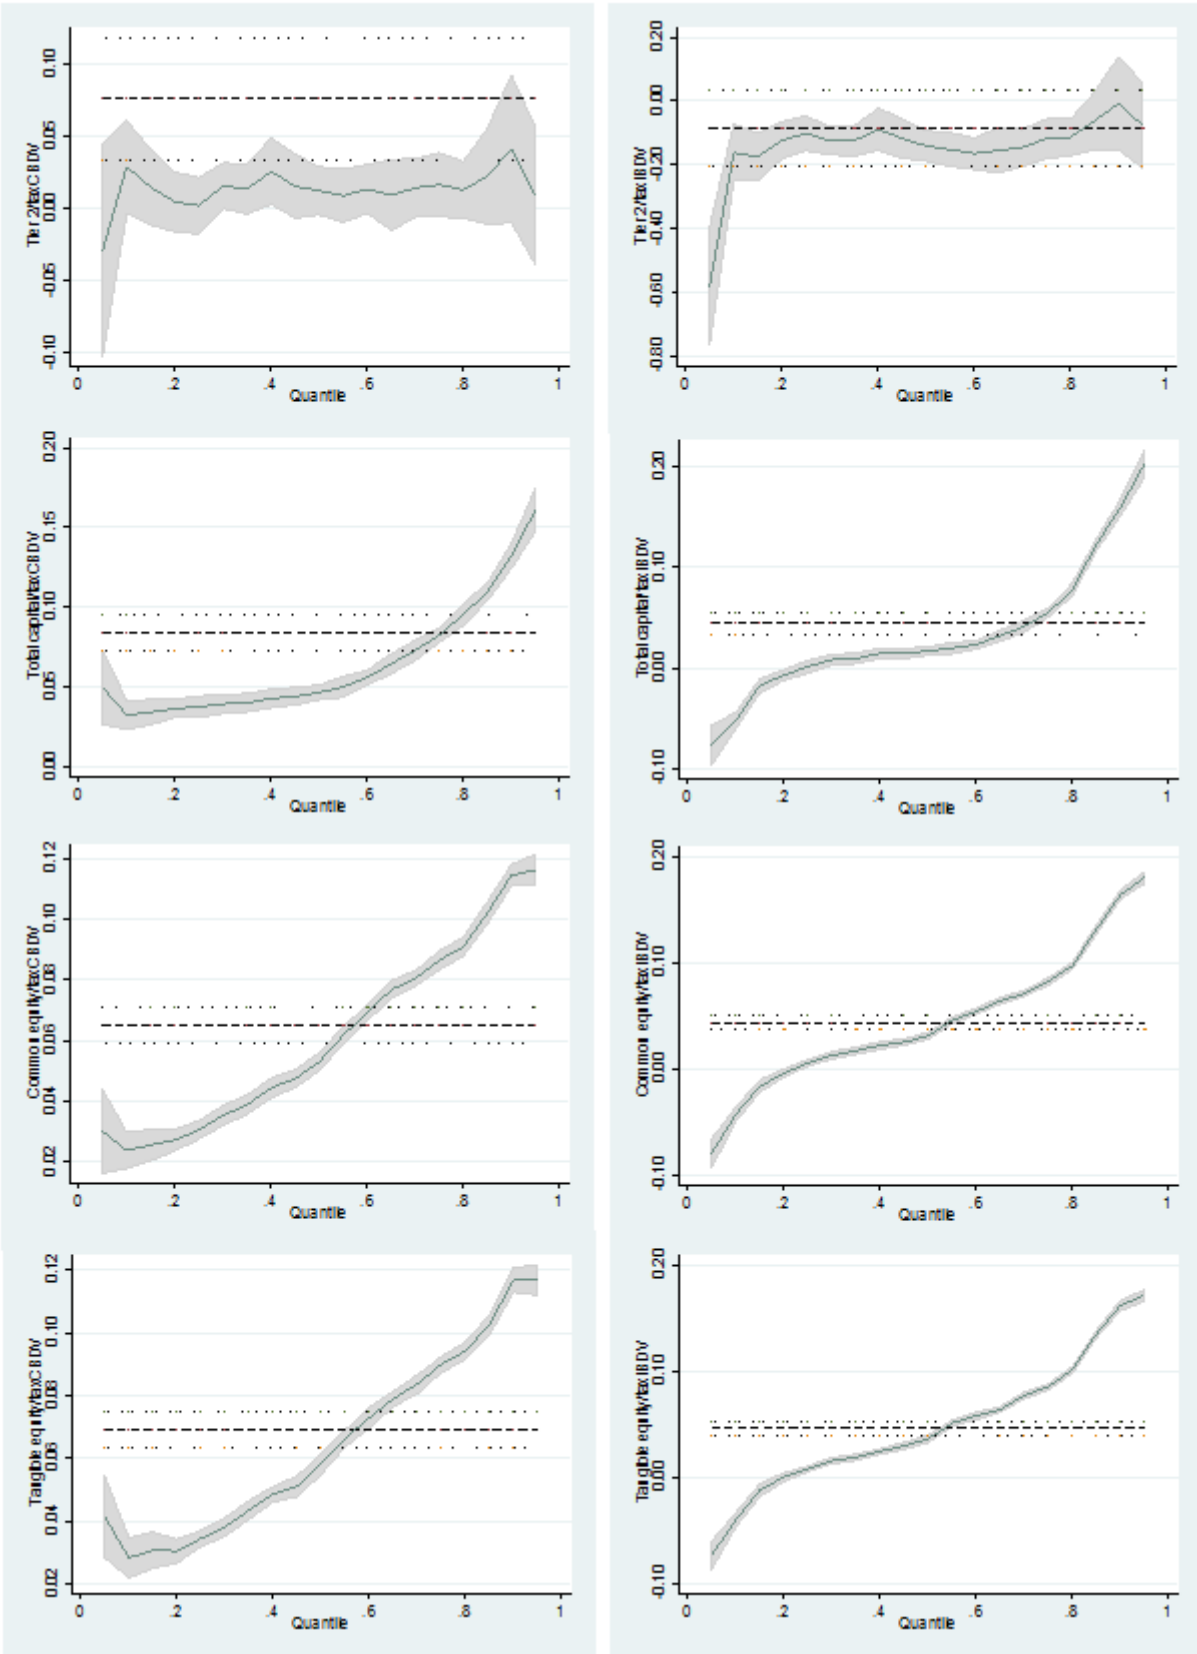 Tier 2/taxCBDV
0.10
0.05
0.00
-0.05
-0.10
0 .2 .4 .6 .8 1
Quantile
Tier 2/taxIBDV
0.20
0.00
-0.20
-0.40
-0.60
-0.80
0 .2 .4 .6 .8 1
Quantile
Total capital/taxCBDV
0.20
0.15
0.10
0.05
0.00
0 .2 .4 .6 .8 1
Quantile
Total capital/taxIBDV
0.20
0.10
0.00
-0.10
0 .2 .4 .6 .8 1
Quantile
Common equity/taxCBDV
0.12
0.10
0.08
0.06
0.04
0.02
0 .2 .4 .6 .8 1
Quantile
Common equity/taxIBDV
0.20
0.10
0.00
-0.10
0 .2 .4 .6 .8 1
Quantile
Tangible equity/taxCBDV
0.12
0.10
0.08
0.06
0.04
0.02
0 .2 .4 .6 .8 1
Quantile
Tangible equity/taxIBDV
0.20
0.10
0.00
-0.10
0 .2 .4 .6 .8 1
Quantile